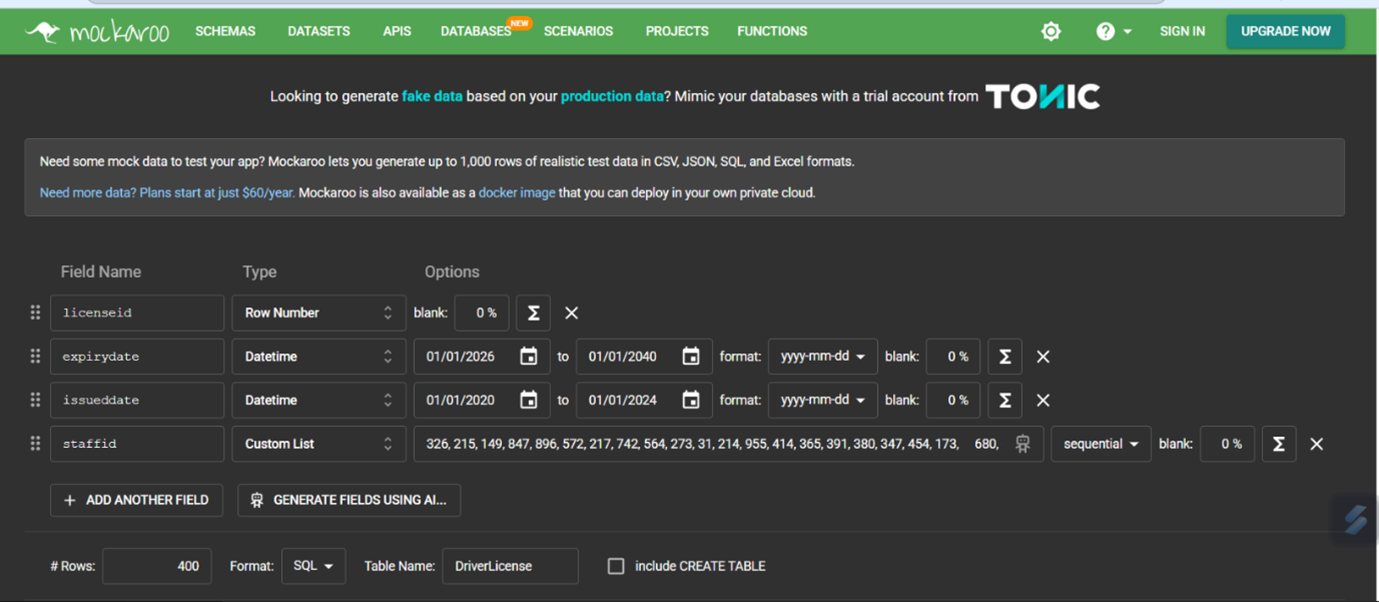 mockaroo SCHEMAS DATASETS APIS DATABASES NEW SCENARIOS PROJECTS FUNCTIONS ? SIGN IN UPGRADE NOW
Looking to generate fake data based on your production data? Mimic your databases with a trial account from TONIC
Need some mock data to test your app? Mockaroo lets you generate up to 1,000 rows of realistic test data in CSV, JSON, SQL, and Excel formats.
Need more data? Plans start at just $60/year. Mockaroo is also available as a docker image that you can deploy in your own private cloud.
Field Name Type Options
licenseid Row Number blank: 0 % Σ
expirydate Datetime 01/01/2026 to 01/01/2040 format: yyyy-mm-dd blank: 0 % Σ
issueddate Datetime 01/01/2020 to 01/01/2024 format: yyyy-mm-dd blank: 0 % Σ
staffid Custom List 326, 215, 149, 847, 896, 572, 217, 742, 564, 273, 31, 214, 955, 414, 365, 391, 380, 347, 454, 173, 680, sequential blank: 0 % Σ
+ ADD ANOTHER FIELD GENERATE FIELDS USING AI...
# Rows: 400 Format: SQL Table Name: DriverLicense include CREATE TABLE